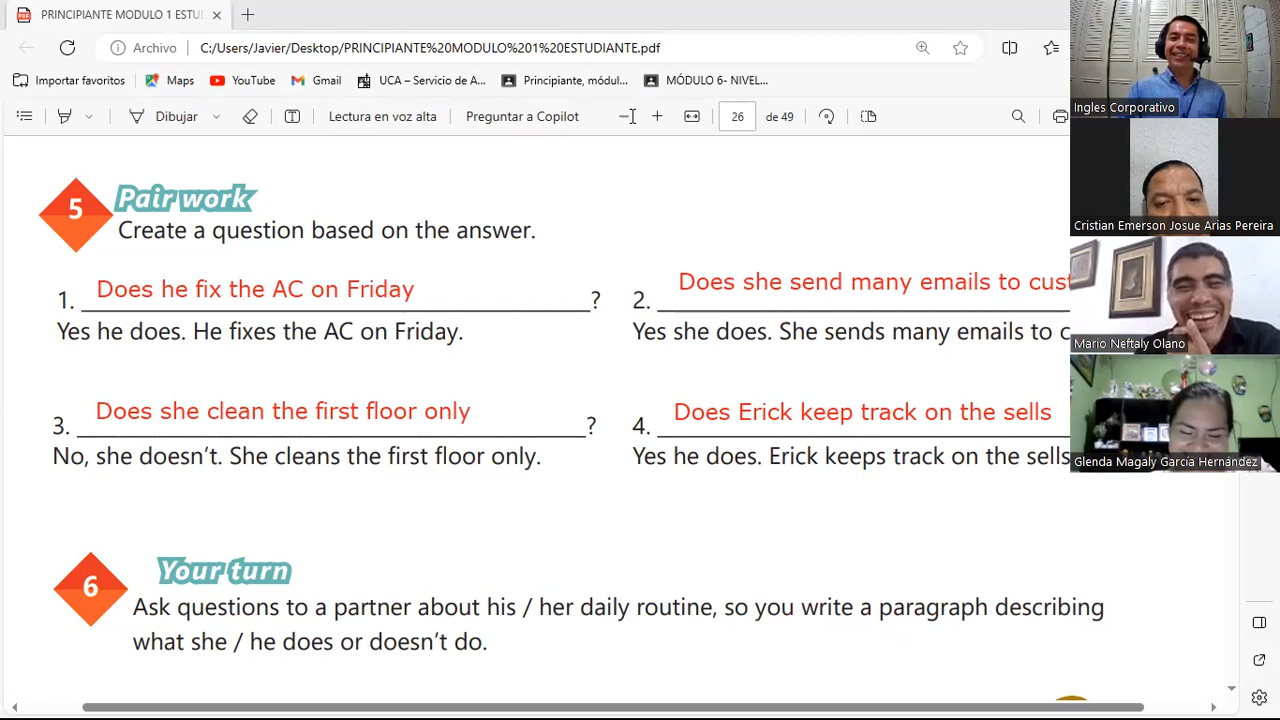 PRINCIPIANTE MODULO 1 ESTU
Archivo C:/Users/Javier/Desktop/PRINCIPIANTE%20MODULO%201%20ESTUDIANTE.pdf
Importar favoritos Maps YouTube Gmail UCA – Servicio de A... Principiante, módul... MÓDULO 6- NIVEL...
Dibujar Lectura en voz alta Preguntar a Copilot 26 de 49
Ingles Corporativo
Cristian Emerson Josue Arias Pereira
Mario Neftaly Olano
Glenda Magaly García Hernández
5 Pair work
Create a question based on the answer.
1. Does he fix the AC on Friday ?
Yes he does. He fixes the AC on Friday.
2. Does she send many emails to cust
Yes she does. She sends many emails to c
3. Does she clean the first floor only ?
No, she doesn't. She cleans the first floor only.
4. Does Erick keep track on the sells
Yes he does. Erick keeps track on the sells
6 Your turn
Ask questions to a partner about his / her daily routine, so you write a paragraph describing
what she / he does or doesn't do.